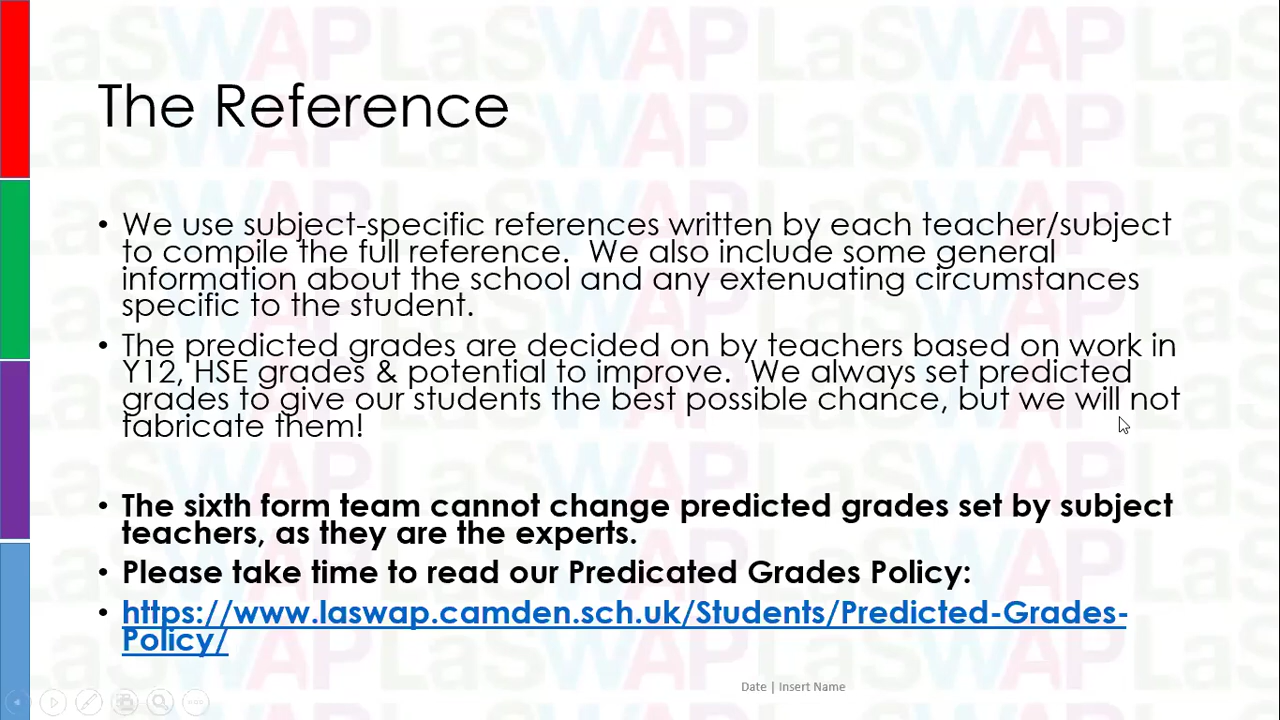 The Reference
• We use subject-specific references written by each teacher/subject
to compile the full reference.  We also include some general
information about the school and any extenuating circumstances
specific to the student.
• The predicted grades are decided on by teachers based on work in
Y12, HSE grades & potential to improve.  We always set predicted
grades to give our students the best possible chance, but we will not
fabricate them!
• The sixth form team cannot change predicted grades set by subject
teachers, as they are the experts.
• Please take time to read our Predicated Grades Policy:
• https://www.laswap.camden.sch.uk/Students/Predicted-Grades-
Policy/
Date | Insert Name